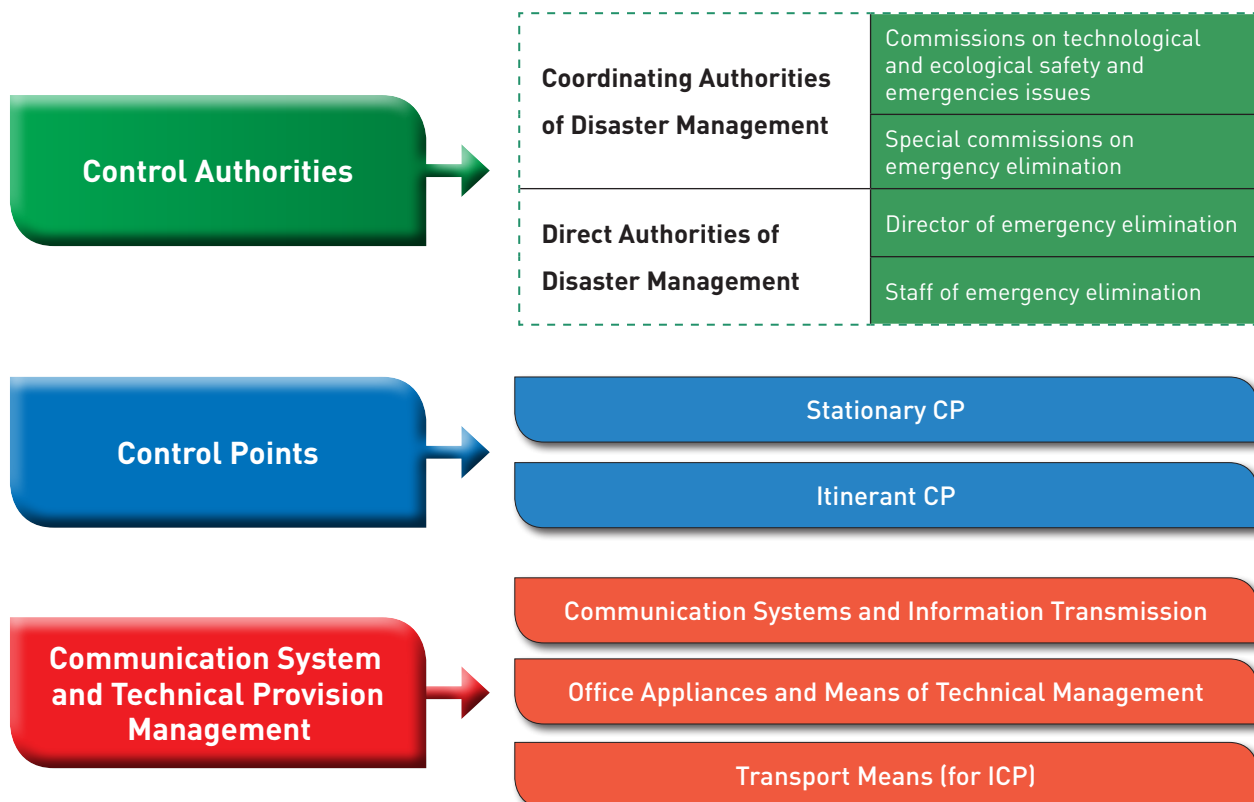 Control Authorities
Coordinating Authorities
of Disaster Management
Commissions on technological
and ecological safety and
emergencies issues
Special commissions on
emergency elimination
Direct Authorities of
Disaster Management
Director of emergency elimination
Staff of emergency elimination
Control Points
Stationary CP
Itinerant CP
Communication System
and Technical Provision
Management
Communication Systems and Information Transmission
Office Appliances and Means of Technical Management
Transport Means (for ICP)